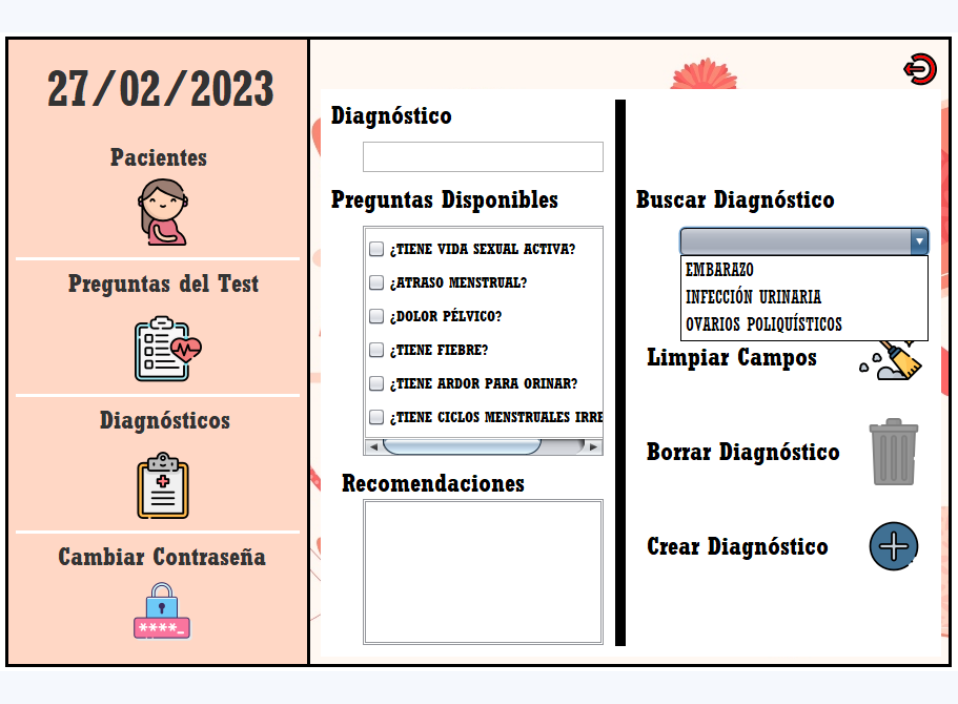 27/02/2023
Pacientes
Preguntas del Test
Diagnósticos
Cambiar Contraseña
****_
Diagnóstico
Preguntas Disponibles
¿TIENE VIDA SEXUAL ACTIVA?
¿ATRASO MENSTRUAL?
¿DOLOR PÉLVICO?
¿TIENE FIEBRE?
¿TIENE ARDOR PARA ORINAR?
¿TIENE CICLOS MENSTRUALES IRRE
Recomendaciones
Buscar Diagnóstico
EMBARAZO
INFECCIÓN URINARIA
OVARIOS POLIQUÍSTICOS
Limpiar Campos
Borrar Diagnóstico
Crear Diagnóstico